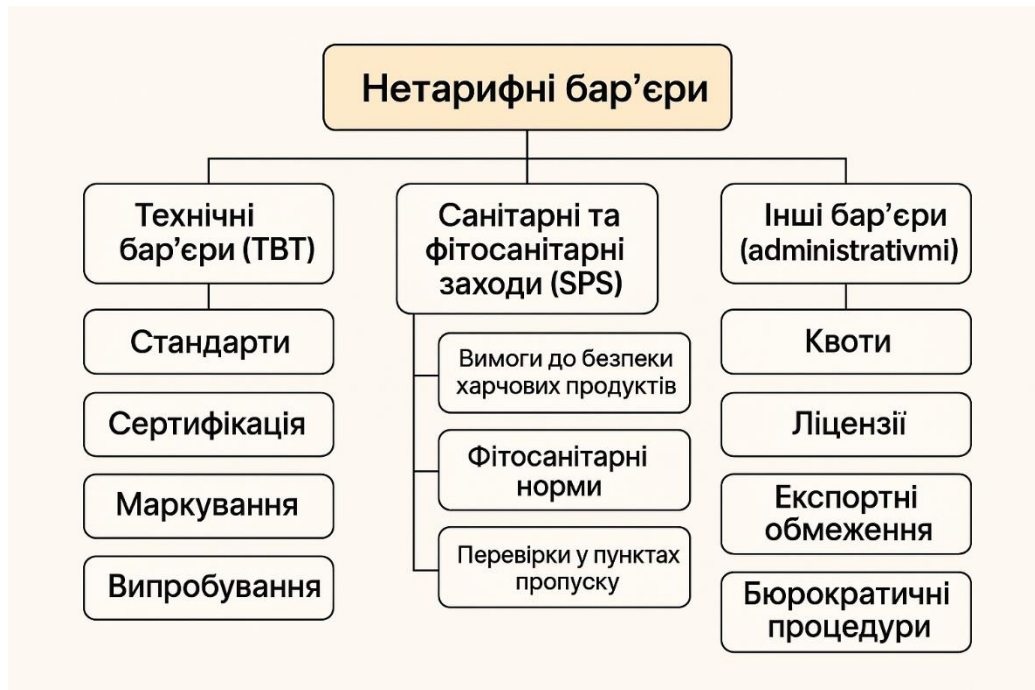 Нетарифні бар’єри
Технічні
бар’єри (TBT)
Стандарти
Сертифікація
Маркування
Випробування
Санітарні та
фітосанітарні
заходи (SPS)
Вимоги до безпеки
харчових продуктів
Фітосанітарні
норми
Перевірки у пунктах
пропуску
Інші бар’єри
(administrativmi)
Квоти
Ліцензії
Експортні
обмеження
Бюрократичні
процедури